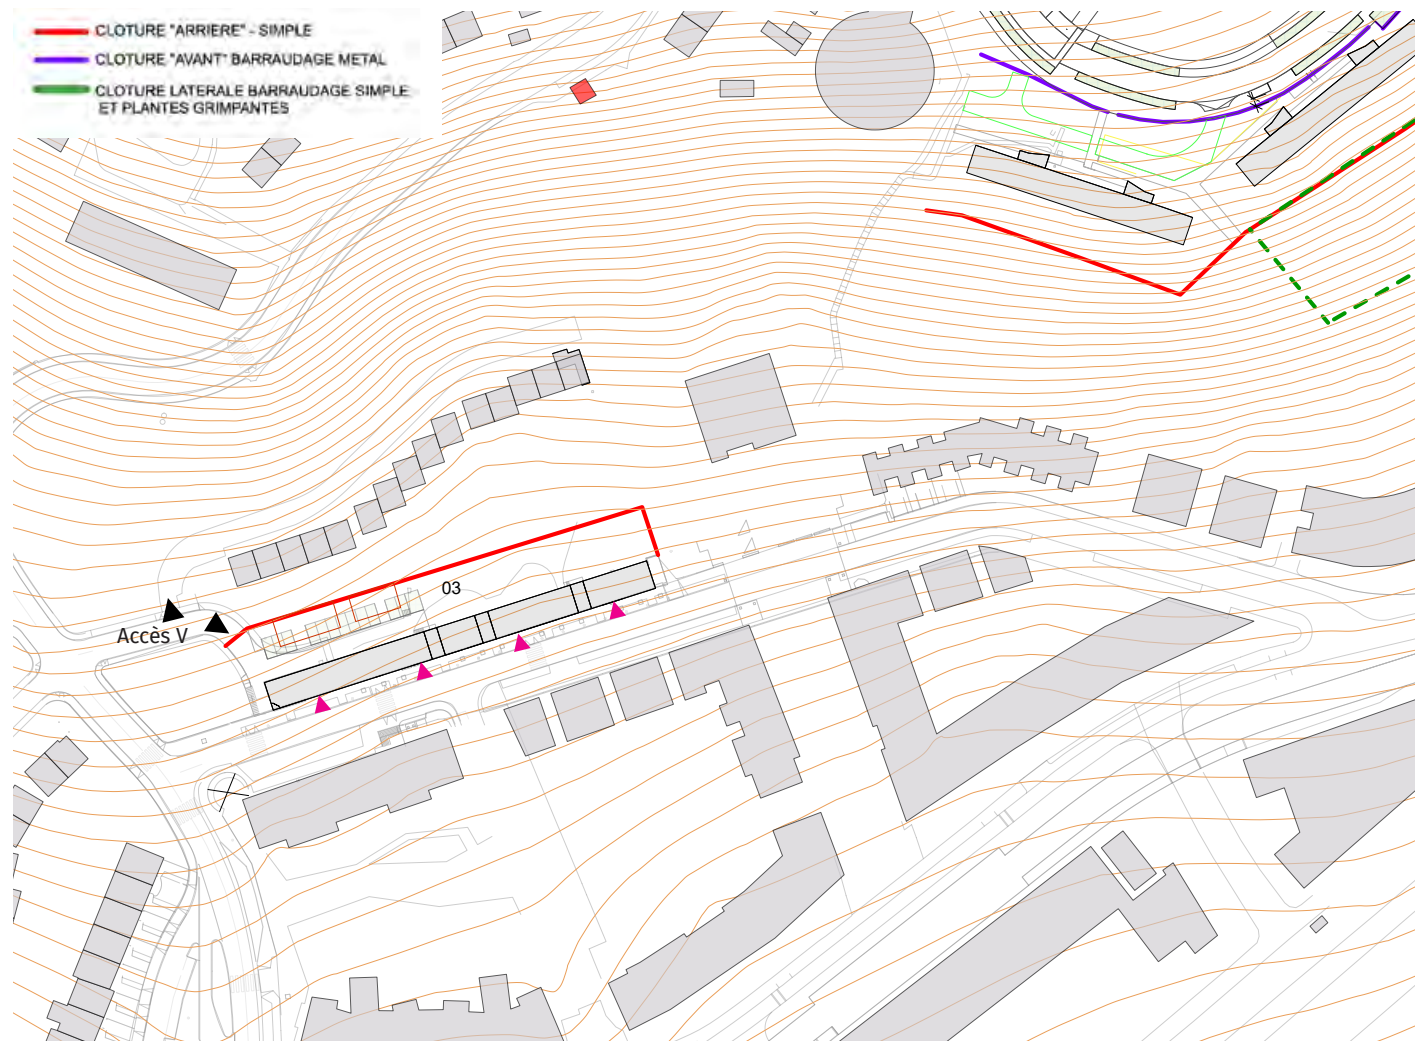 CLOTURE "ARRIERE" - SIMPLE
CLOTURE "AVANT" BARRAUDAGE METAL
CLOTURE LATERALE BARRAUDAGE SIMPLE
ET PLANTES GRIMPANTES
03
Accès V